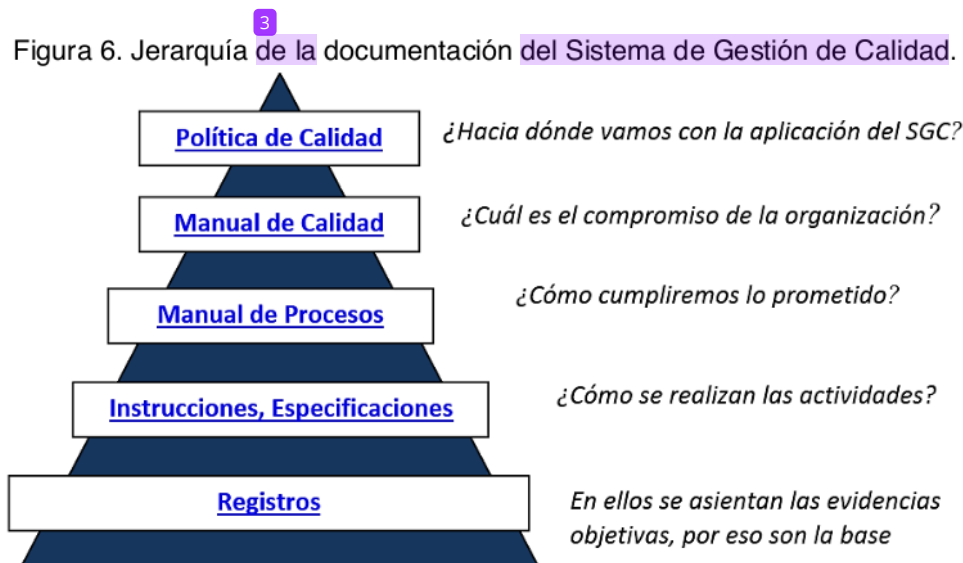 3
Figura 6. Jerarquía de la documentación del Sistema de Gestión de Calidad.
Política de Calidad
¿Hacia dónde vamos con la aplicación del SGC?
Manual de Calidad
¿Cuál es el compromiso de la organización?
Manual de Procesos
¿Cómo cumpliremos lo prometido?
Instrucciones, Especificaciones
¿Cómo se realizan las actividades?
Registros
En ellos se asientan las evidencias
objetivas, por eso son la base